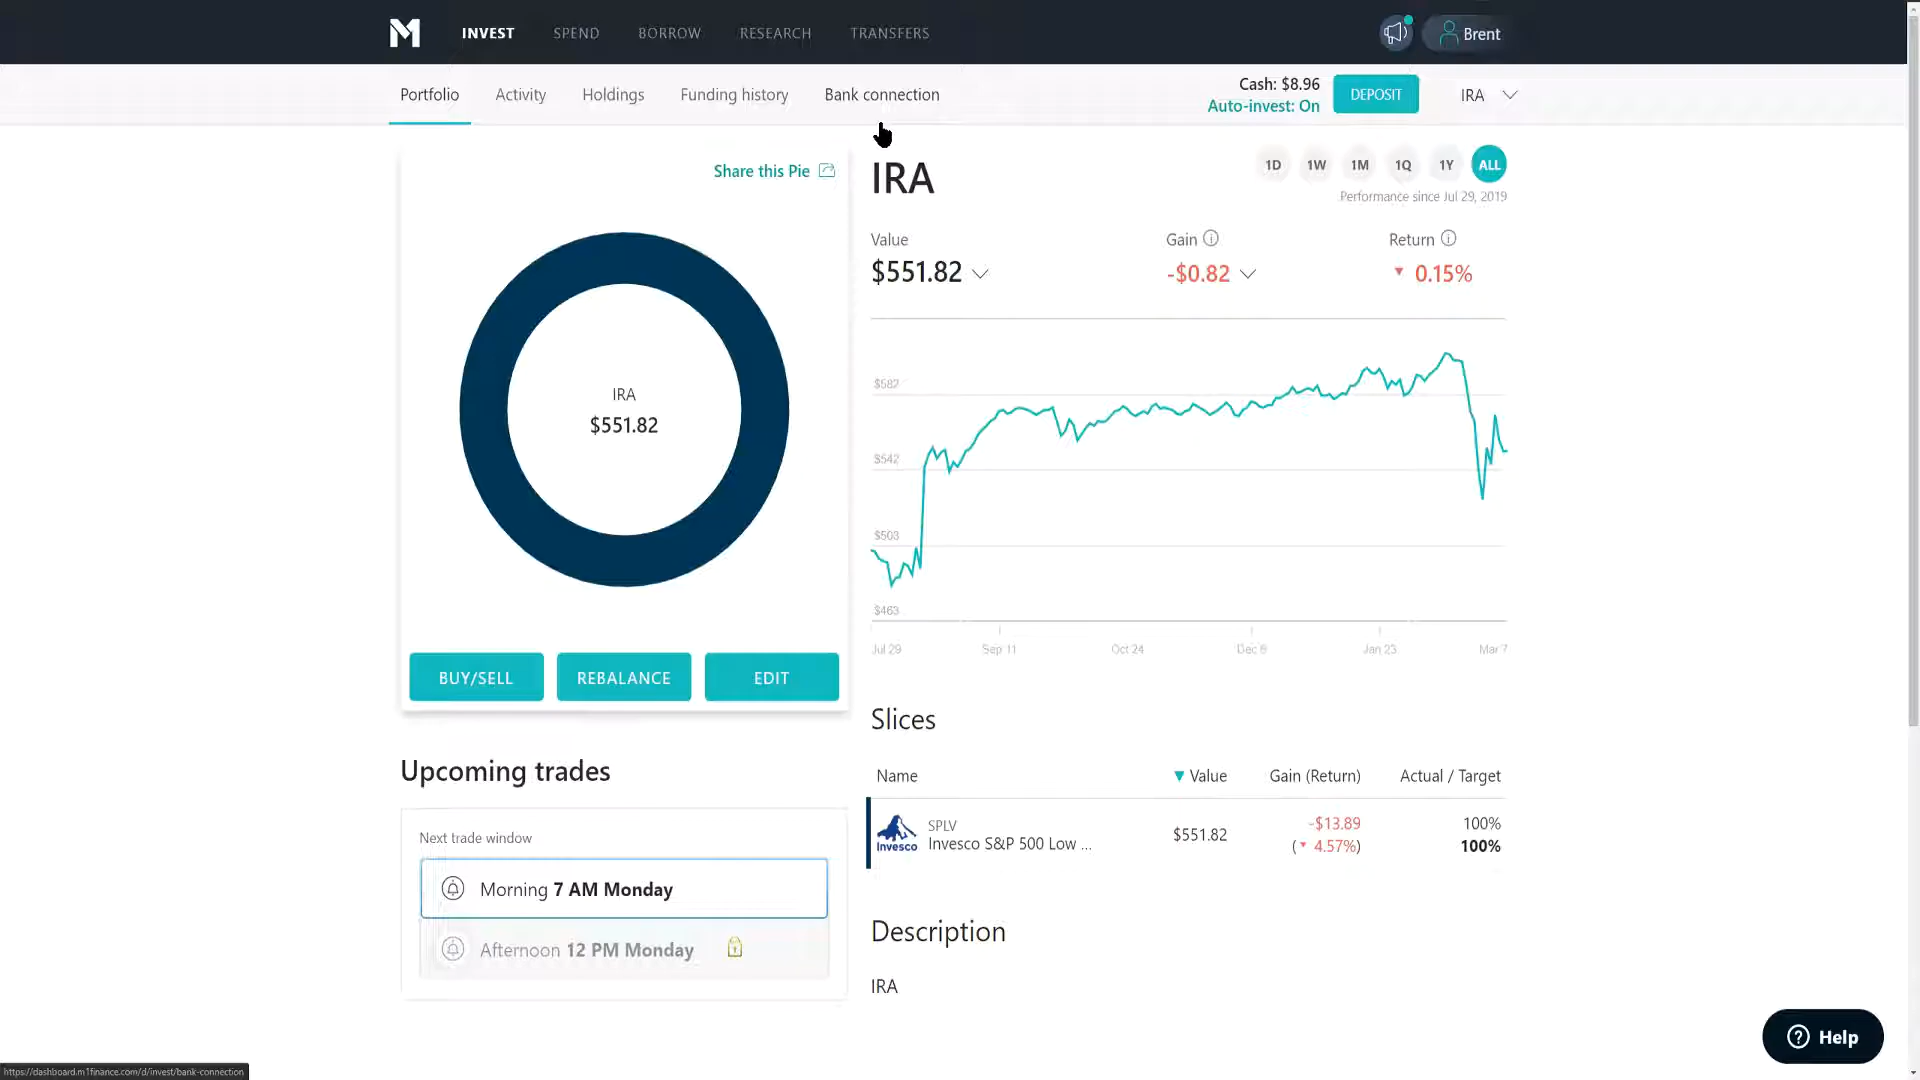 INVEST SPEND BORROW RESEARCH TRANSFERS
Brent
Portfolio Activity Holdings Funding history Bank connection
Cash: $8.96
Auto-invest: On
DEPOSIT
IRA
Share this Pie
IRA
$551.82
BUY/SELL REBALANCE EDIT
Upcoming trades
Next trade window
Morning 7 AM Monday
Afternoon 12 PM Monday
IRA
1D 1W 1M 1Q 1Y ALL
Performance since Jul 29, 2019
Value Gain Return
$551.82 -$0.82 ▼ 0.15%
$582
$542
$503
$463
Jul 29 Sep 11 Oct 24 Dec 8 Jan 23 Mar 7
Slices
Name ▼ Value Gain (Return) Actual / Target
Invesco
SPLV
Invesco S&P 500 Low ...
$551.82
-$13.89
(▼ 4.57%)
100%
100%
Description
IRA
Help
https://dashboard.m1finance.com/d/invest/bank-connection